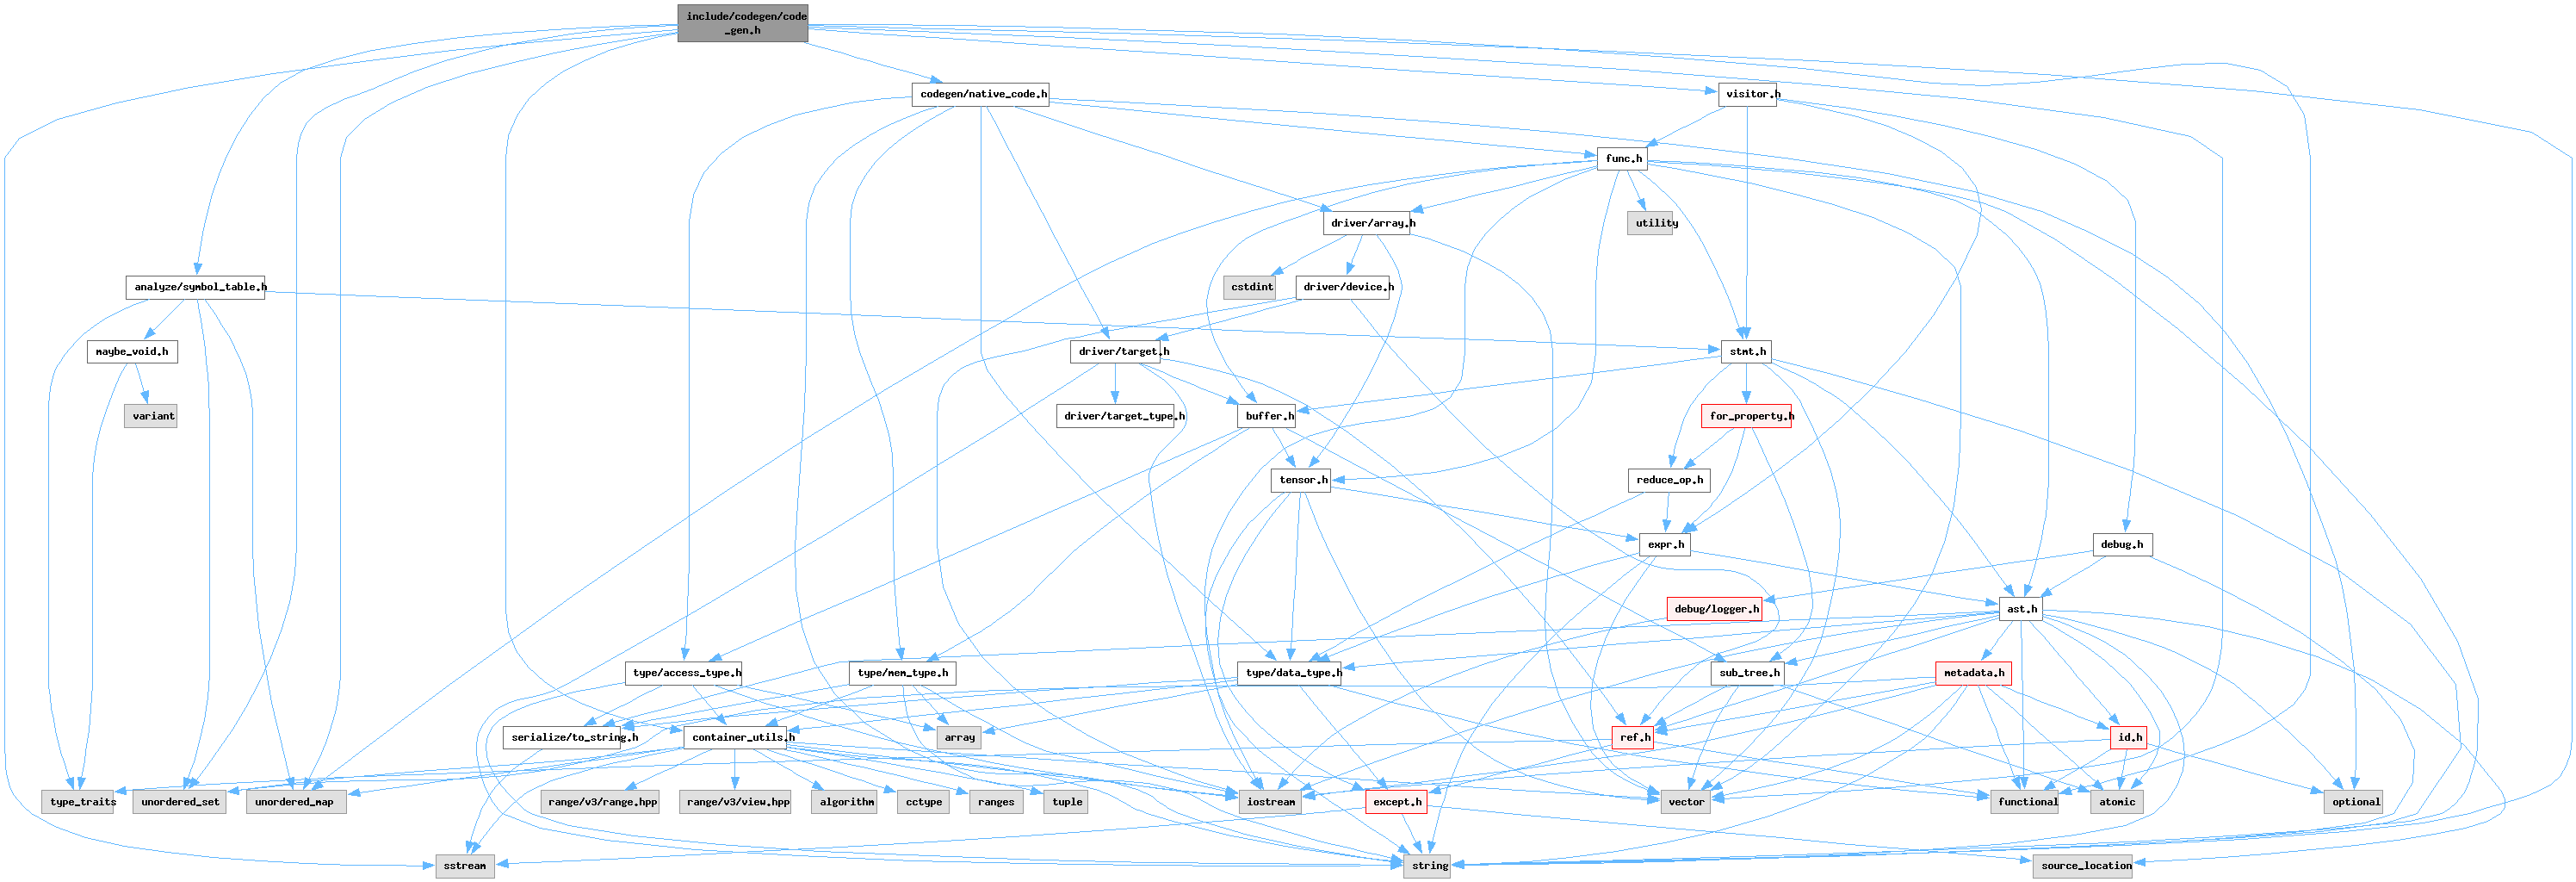 include/codegen/code
_gen.h
codegen/native_code.h
visitor.h
func.h
driver/array.h
utility
analyze/symbol_table.h
cstdint
driver/device.h
maybe_void.h
driver/target.h
stmt.h
variant
driver/target_type.h
buffer.h
for_property.h
tensor.h
reduce_op.h
expr.h
debug.h
debug/logger.h
ast.h
type/access_type.h
type/mem_type.h
type/data_type.h
sub_tree.h
metadata.h
serialize/to_string.h
container_utils.h
array
ref.h
id.h
type_traits
unordered_set
unordered_map
range/v3/range.hpp
range/v3/view.hpp
algorithm
cctype
ranges
tuple
iostream
except.h
vector
functional
atomic
optional
sstream
string
source_location